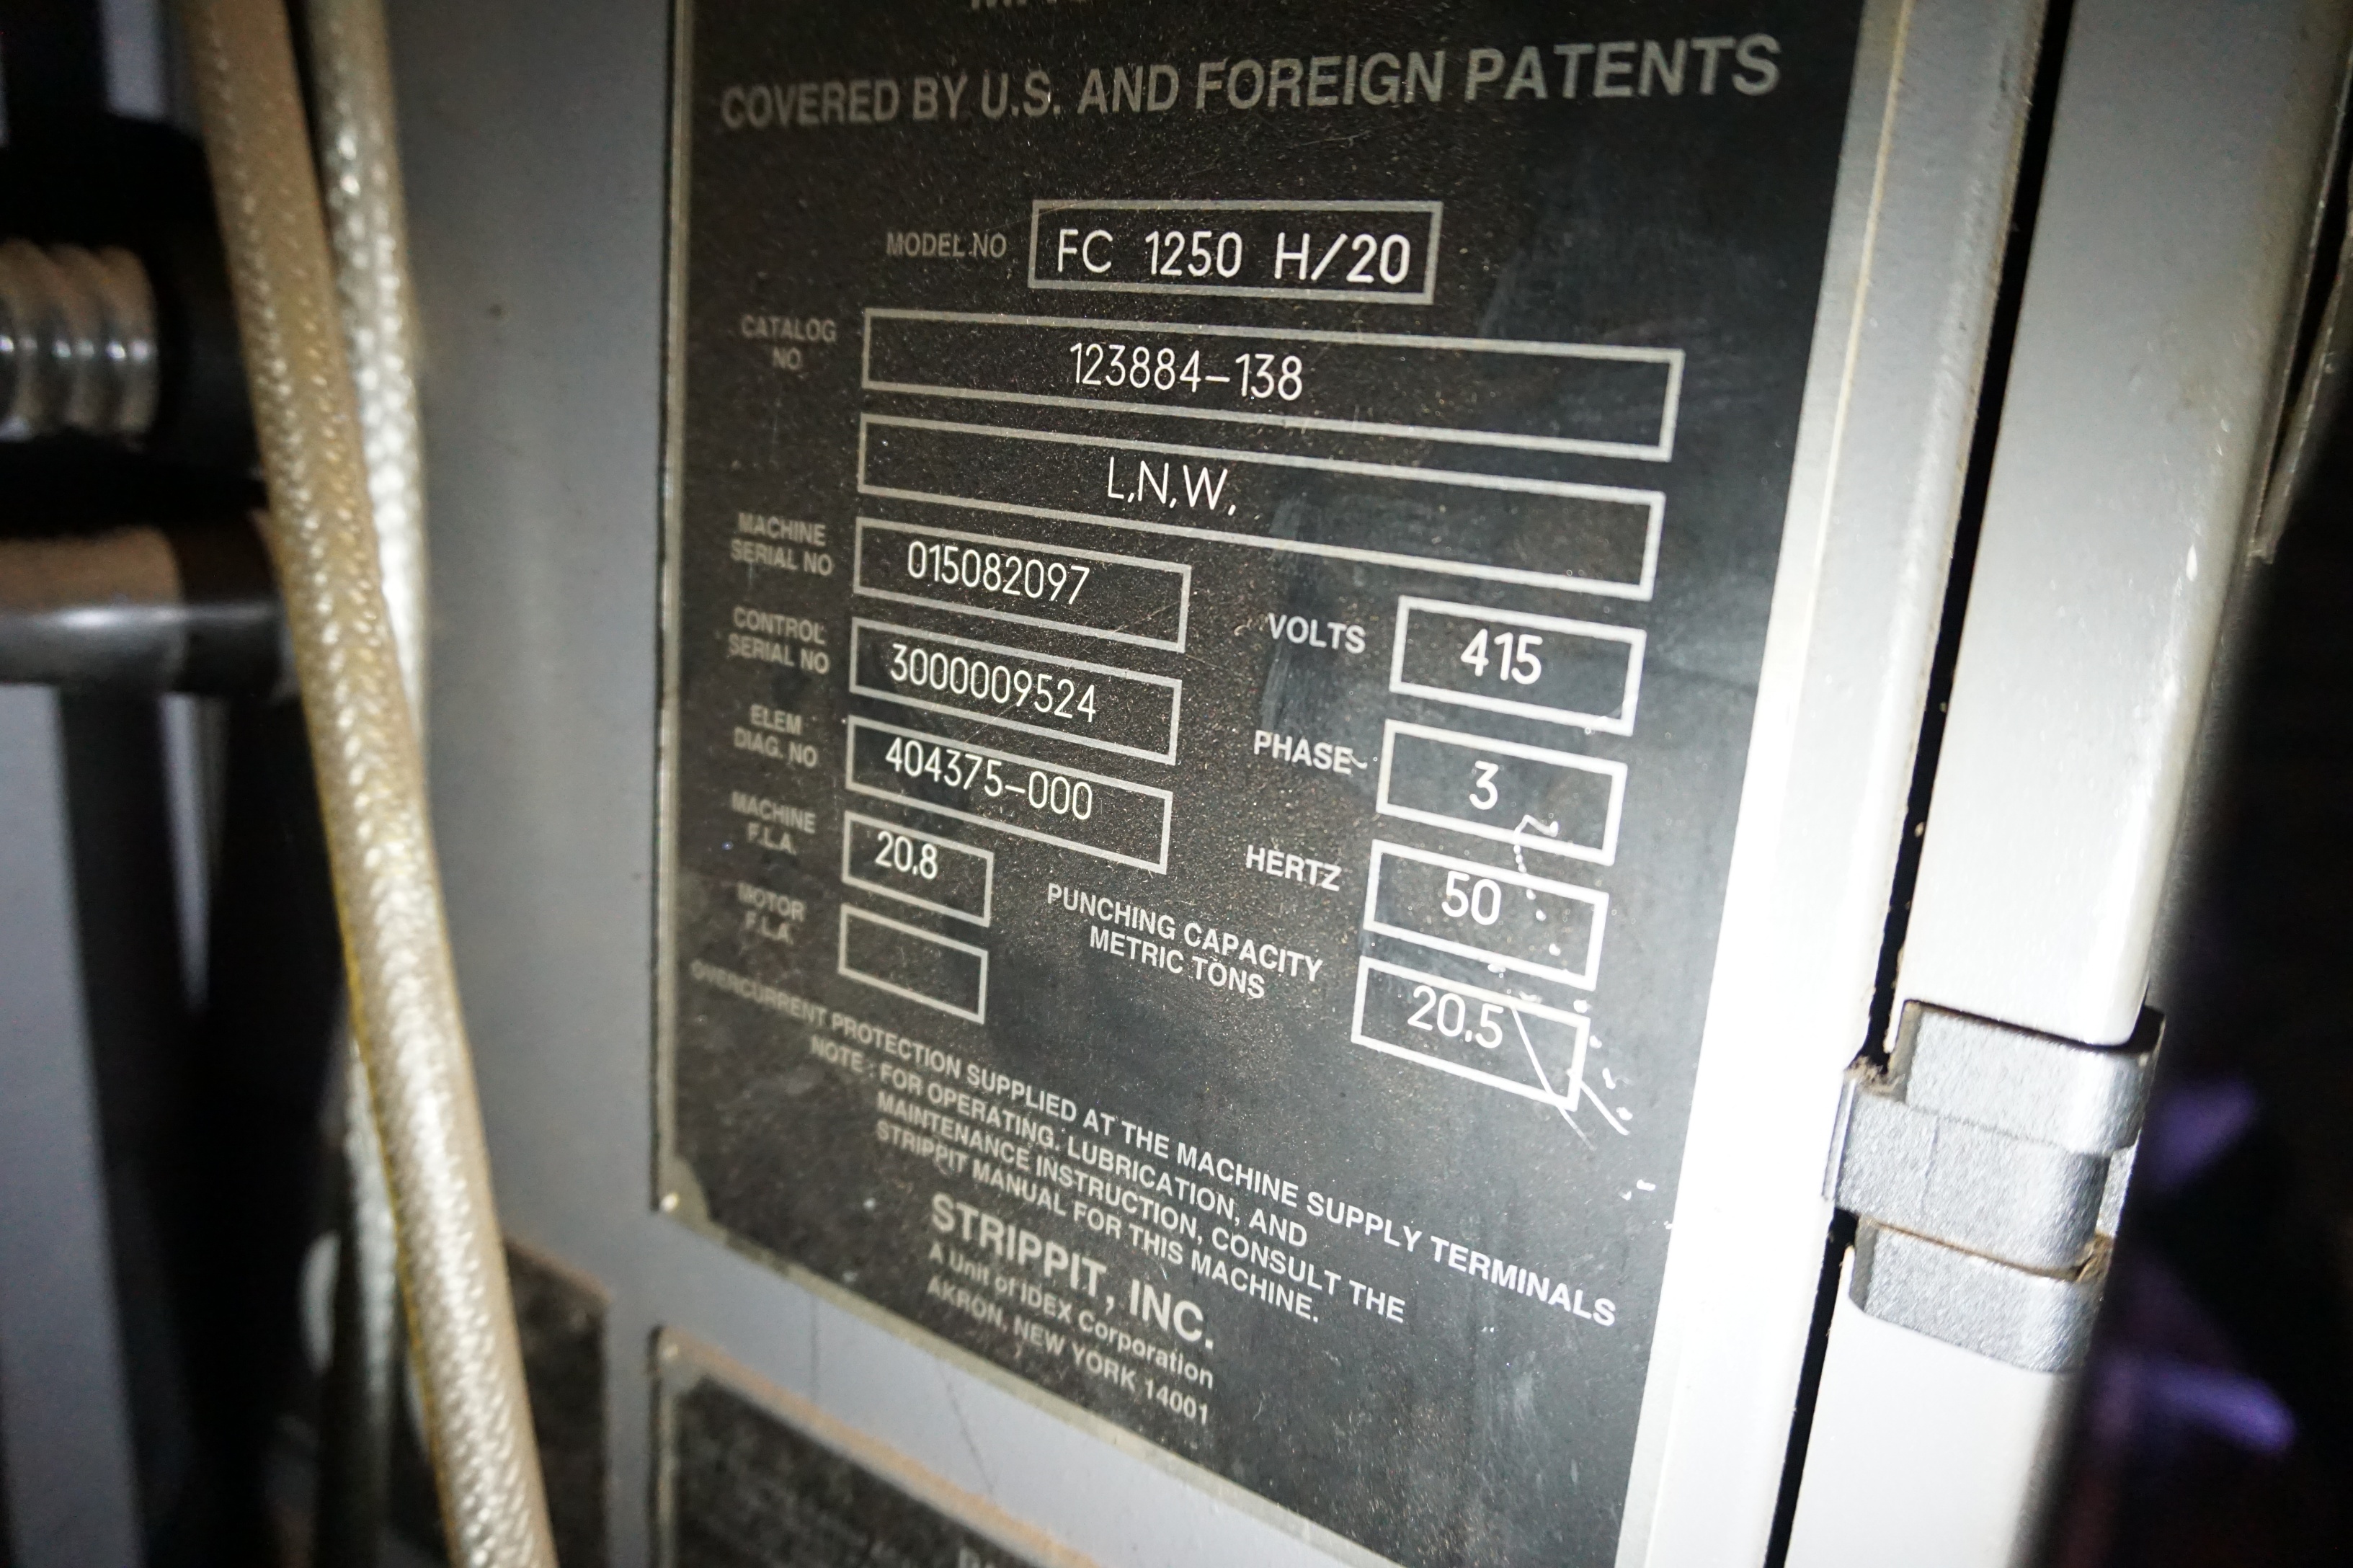 COVERED BY U.S. AND FOREIGN PATENTS
MODEL NO FC 1250 H/20
CATALOG
NO
123884-138
L.N.W.
MACHINE
SERIAL NO
015082097
CONTROL
SERIAL NO
3000009524
ELEM
DIAG. NO
404375-000
MACHINE
F.L.A.
20.8
MOTOR
F.L.A.
VOLTS 415
PHASE 3
HERTZ 50
PUNCHING CAPACITY
METRIC TONS
20.5
OVERCURRENT PROTECTION SUPPLIED AT THE MACHINE SUPPLY TERMINALS
NOTE : FOR OPERATING, LUBRICATION, AND
MAINTENANCE INSTRUCTION, CONSULT THE
STRIPPIT MANUAL FOR THIS MACHINE.
STRIPPIT, INC.
A Unit of IDEX Corporation
AKRON, NEW YORK 14001